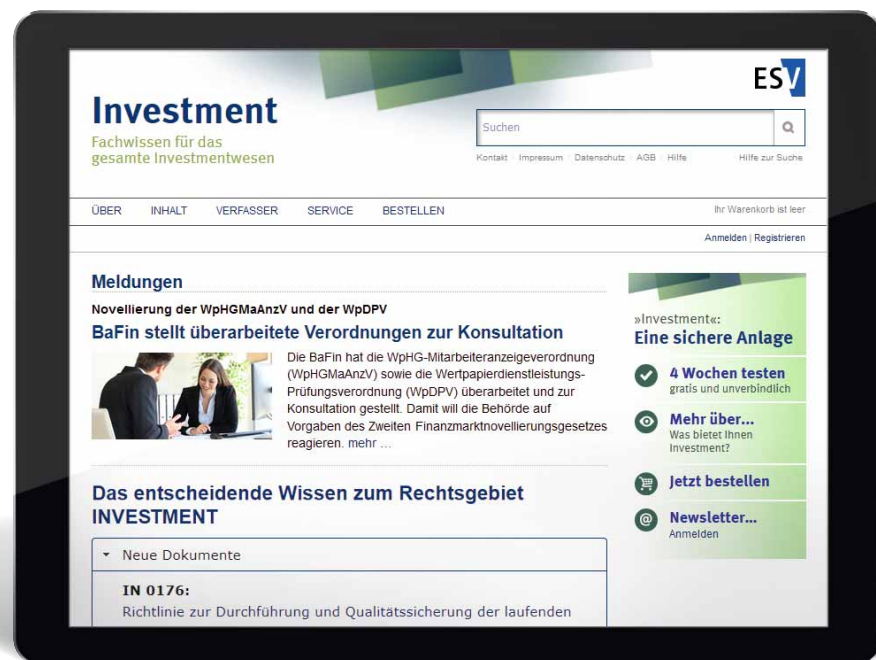 ESV
Investment
Fachwissen für das
gesamte Investmentwesen
Suchen
Kontakt | Impressum | Datenschutz | AGB | Hilfe
Hilfe zur Suche
ÜBER INHALT VERFASSER SERVICE BESTELLEN
Ihr Warenkorb ist leer
Anmelden | Registrieren
Meldungen
Novellierung der WpHGMaAnzV und der WpDPV
BaFin stellt überarbeitete Verordnungen zur Konsultation
Die BaFin hat die WpHG-Mitarbeiteranzeigeverordnung
(WpHGMaAnzV) sowie die Wertpapierdienstleistungs-
Prüfungsverordnung (WpDPV) überarbeitet und zur
Konsultation gestellt. Damit will die Behörde auf
Vorgaben des Zweiten Finanzmarktnovellierungsgesetzes
reagieren. mehr ...
Das entscheidende Wissen zum Rechtsgebiet
INVESTMENT
Neue Dokumente
IN 0176:
Richtlinie zur Durchführung und Qualitätssicherung der laufenden
»Investment«:
Eine sichere Anlage
4 Wochen testen
gratis und unverbindlich
Mehr über...
Was bietet Ihnen
Investment?
Jetzt bestellen
@
Newsletter...
Anmelden